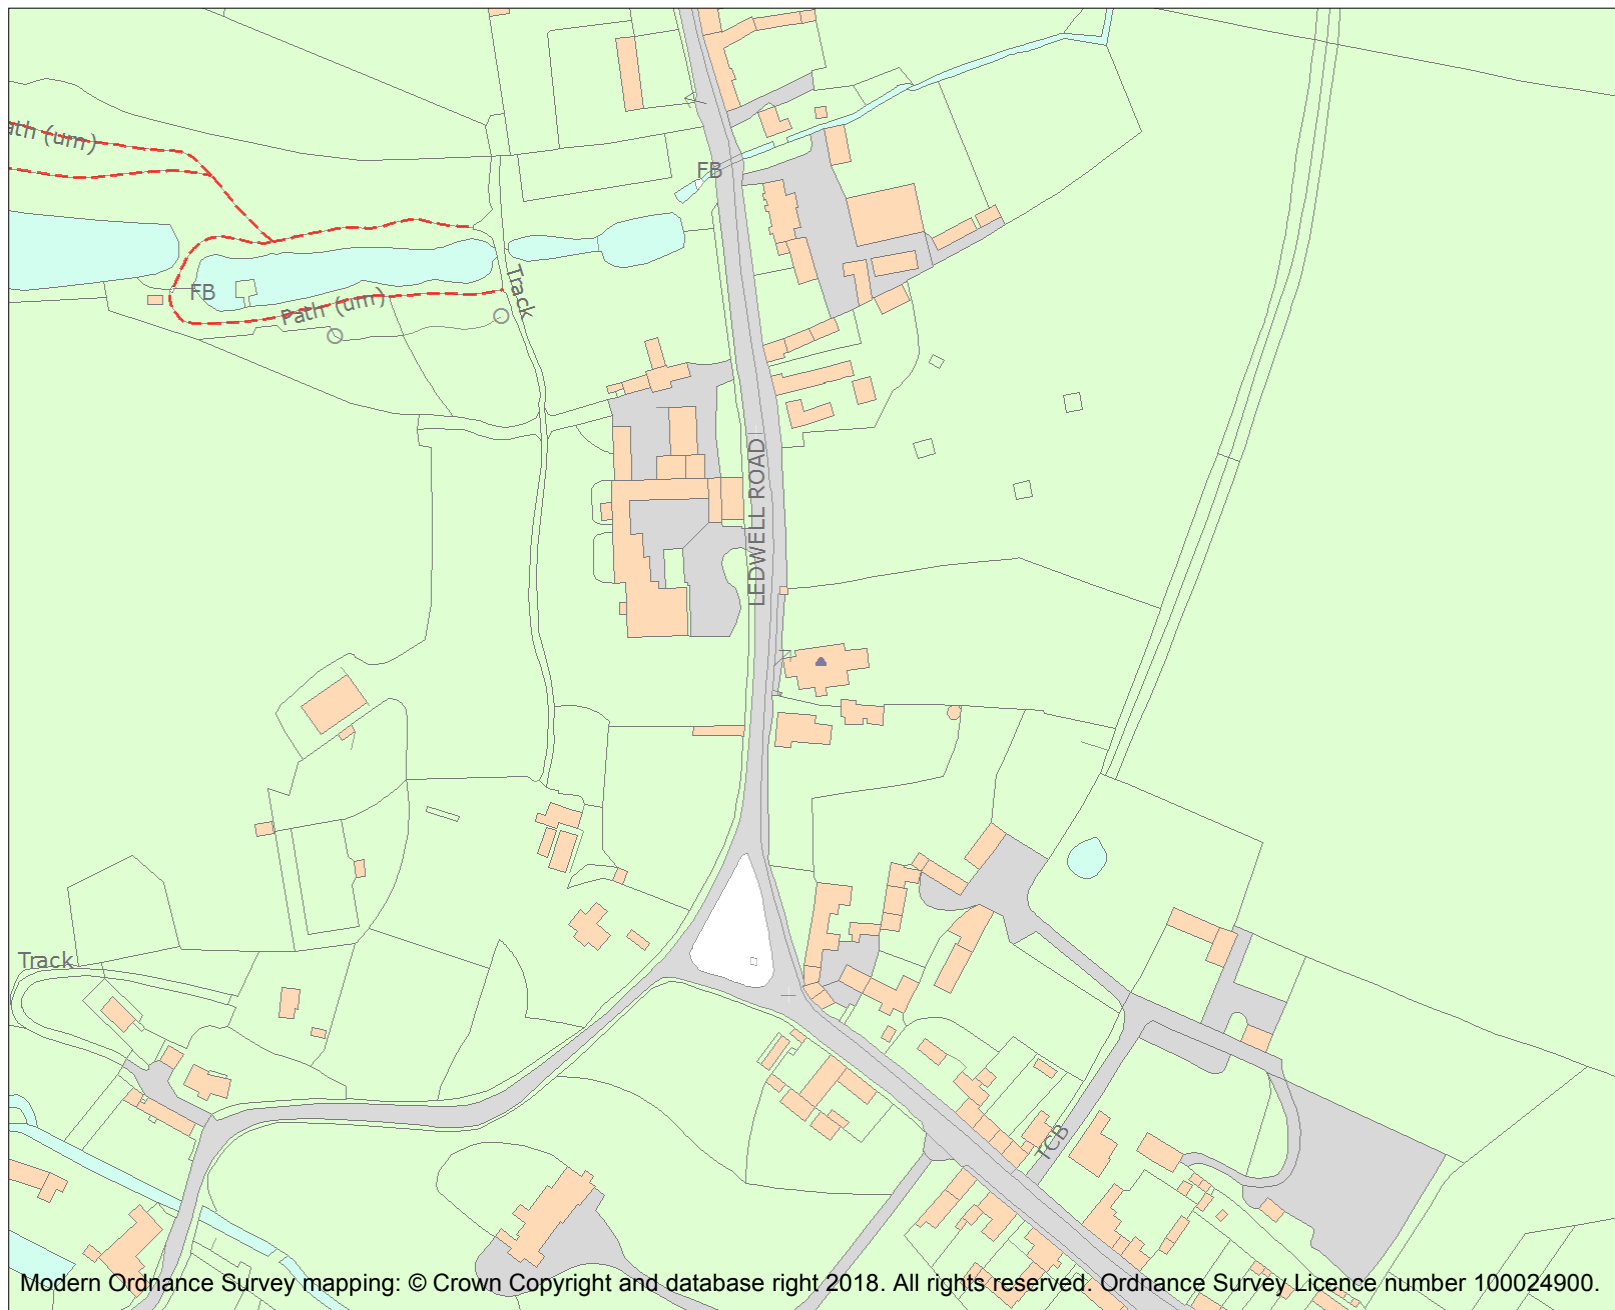 ath (um)
FB
Track
FB
Path (um)
LEDWELL ROAD
Track
TCB
Modern Ordnance Survey mapping: © Crown Copyright and database right 2018. All rights reserved. Ordnance Survey Licence number 100024900.